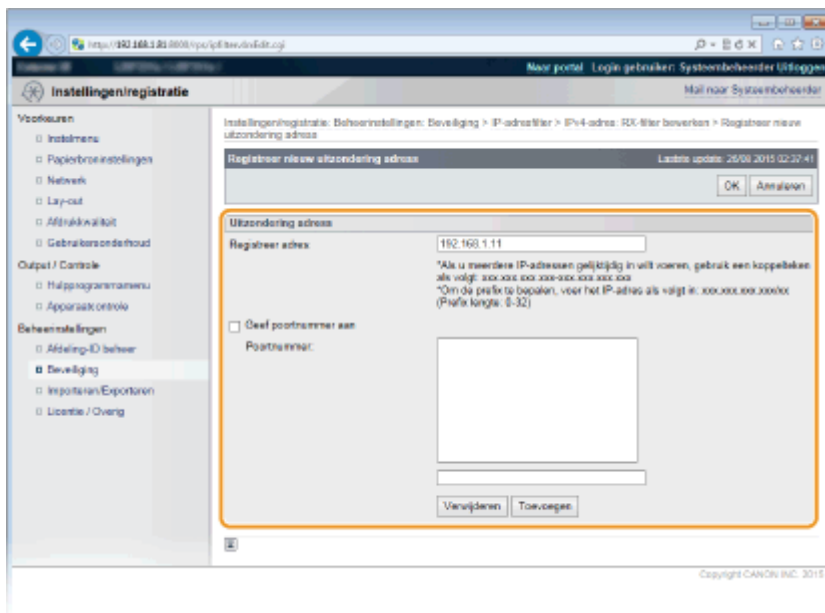 http://192.168.1.81:8000/rps/ipfilterv4rxEdit.cgi
Naar portal Login gebruiker: Systeembeheerder Uitloggen
Instellingen/registratie
Mail naar Systeembeheerder
Voorkeuren
Instelmenu
Papierbroninstellingen
Netwerk
Lay-out
Afdrukkwaliteit
Gebruikersonderhoud
Output / Controle
Hulpprogrammamenu
Apparaatcontrole
Beheerinstellingen
Afdeling-ID beheer
Beveiliging
Importeren/Exporteren
Licentie / Overig
Instellingen/registratie: Beheerinstellingen: Beveiliging > IP-adresfilter > IPv4-adres: RX-filter bewerken > Registreer nieuw
uitzondering adress
Registreer nieuw uitzondering adress
Laatste update: 26/08 2015 02:37:41
OK Annuleren
Uitzondering adress
Registreer adres:
192.168.1.11
*Als u meerdere IP-adressen gelijktijdig in wilt voeren, gebruik een koppelteken
als volgt: xxx.xxx.xxx.xxx-xxx.xxx.xxx.xxx
*Om de prefix te bepalen, voer het IP-adres als volgt in: xxx.xxx.xxx.xxx/xx
(Prefix lengte: 0-32)
Geef poortnummer aan
Poortnummer:
Verwijderen Toevoegen
Copyright CANON INC. 2015